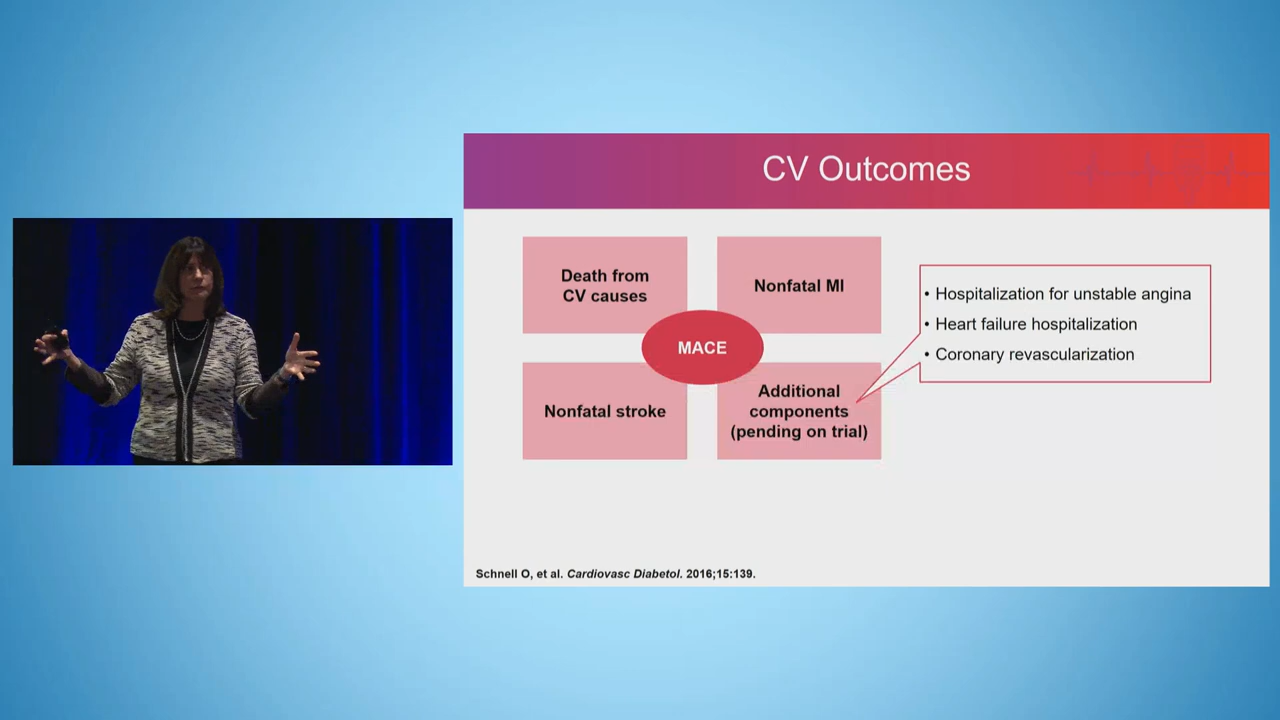 CV Outcomes
Death from
CV causes
Nonfatal MI
MACE
Nonfatal stroke
Additional
components
(pending on trial)
• Hospitalization for unstable angina
• Heart failure hospitalization
• Coronary revascularization
Schnell O, et al. Cardiovasc Diabetol. 2016;15:139.